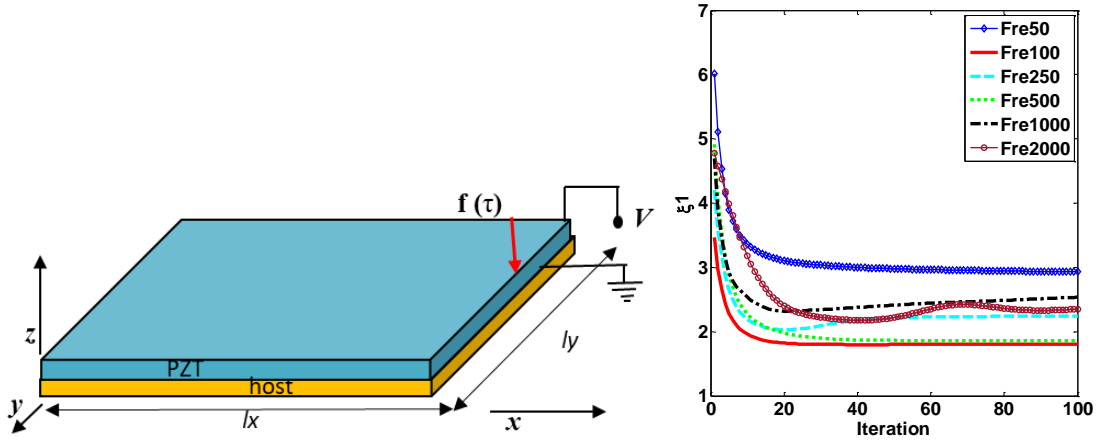 f (τ)
V
z
PZT
host
y
lx
ly
x
7
6
5
4
3
2
1
ξ1
0
20
40
60
80
100
Iteration
Fre50
Fre100
Fre250
Fre500
Fre1000
Fre2000